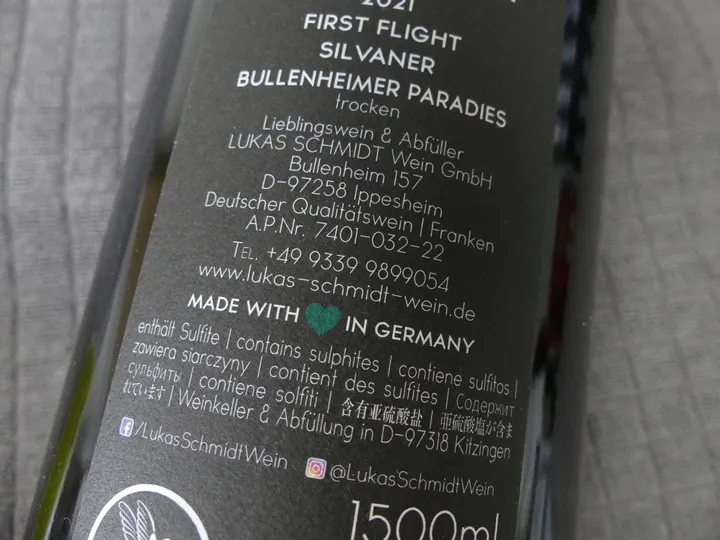 2021
FIRST FLIGHT
SILVANER
BULLENHEIMER PARADIES
trocken
Lieblingswein & Abfüller
LUKAS SCHMIDT Wein GmbH
Bullenheim 157
D-97258 Ippesheim
Deutscher Qualitätswein | Franken
A.P.Nr. 7401-032-22
TEL. +49 9339 9899054
www.lukas-schmidt-wein.de
MADE WITH IN GERMANY
enthält Sulfite | contains sulphites | contiene sulfitos |
zawiera siarczyny | contient des sulfites | Содержит
сульфиты | contiene solfiti | 含有亚硫酸盐 | 亜硫酸塩が含ま
れています | Weinkeller & Abfüllung in D-97318 Kitzingen
/LukasSchmidtWein @LukasSchmidtWein
1500ml